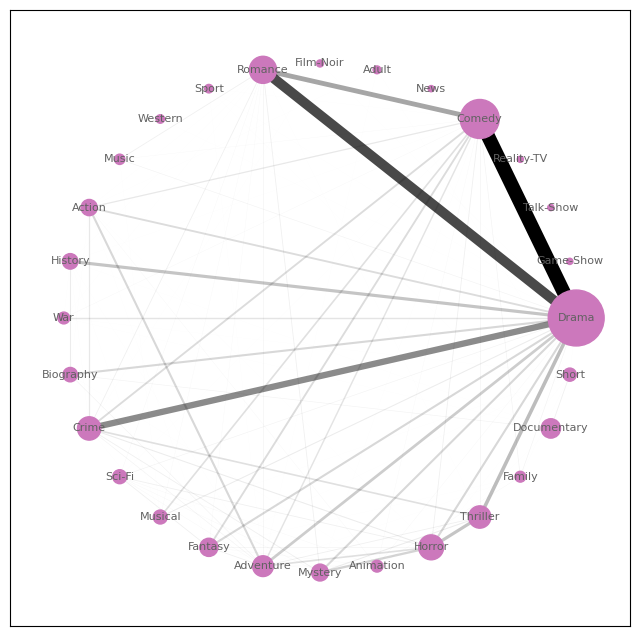 Film-Noir
Romance
Adult
Sport
News
Western
Comedy
Music
Reality-TV
Action
Talk-Show
History
Game-Show
War
Drama
Biography
Short
Crime
Documentary
Sci-Fi
Family
Musical
Thriller
Fantasy
Horror
Adventure
Animation
Mystery